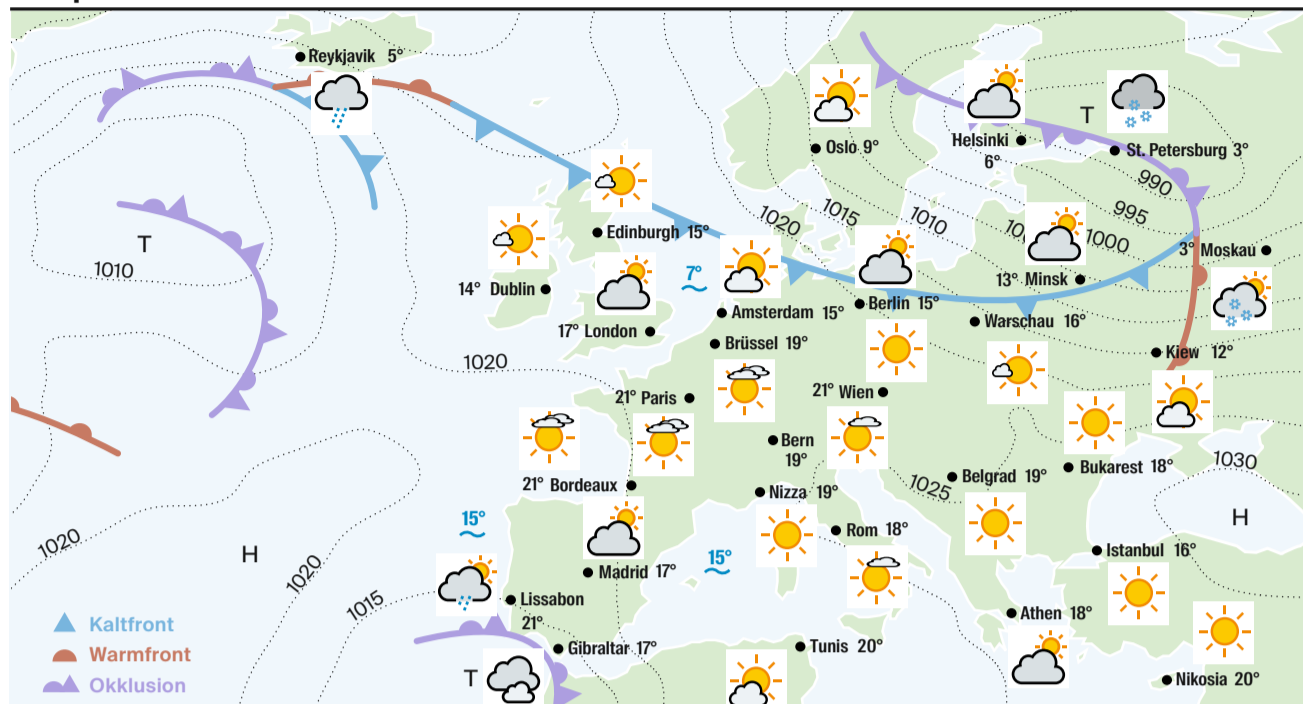 Reykjavik 5°
Oslo 9°
Helsinki
6°
T
St. Petersburg 3°
990
995
1000
1020
1015
1010
3° Moskau
T
1010
Edinburgh 15°
14° Dublin
7°
17° London
Amsterdam 15°
Berlin 15°
13° Minsk
Warschau 16°
Brüssel 19°
Kiew 12°
1020
21° Paris
21° Wien
Bern
19°
Belgrad 19°
Bukarest 18°
1030
21° Bordeaux
Nizza 19°
1025
H
15°
Rom 18°
1020
H
1020
15°
Istanbul 16°
Madrid 17°
1015
Lissabon
21°
Athen 18°
Kaltfront
Warmfront
Okklusion
Gibraltar 17°
T
Tunis 20°
Nikosia 20°